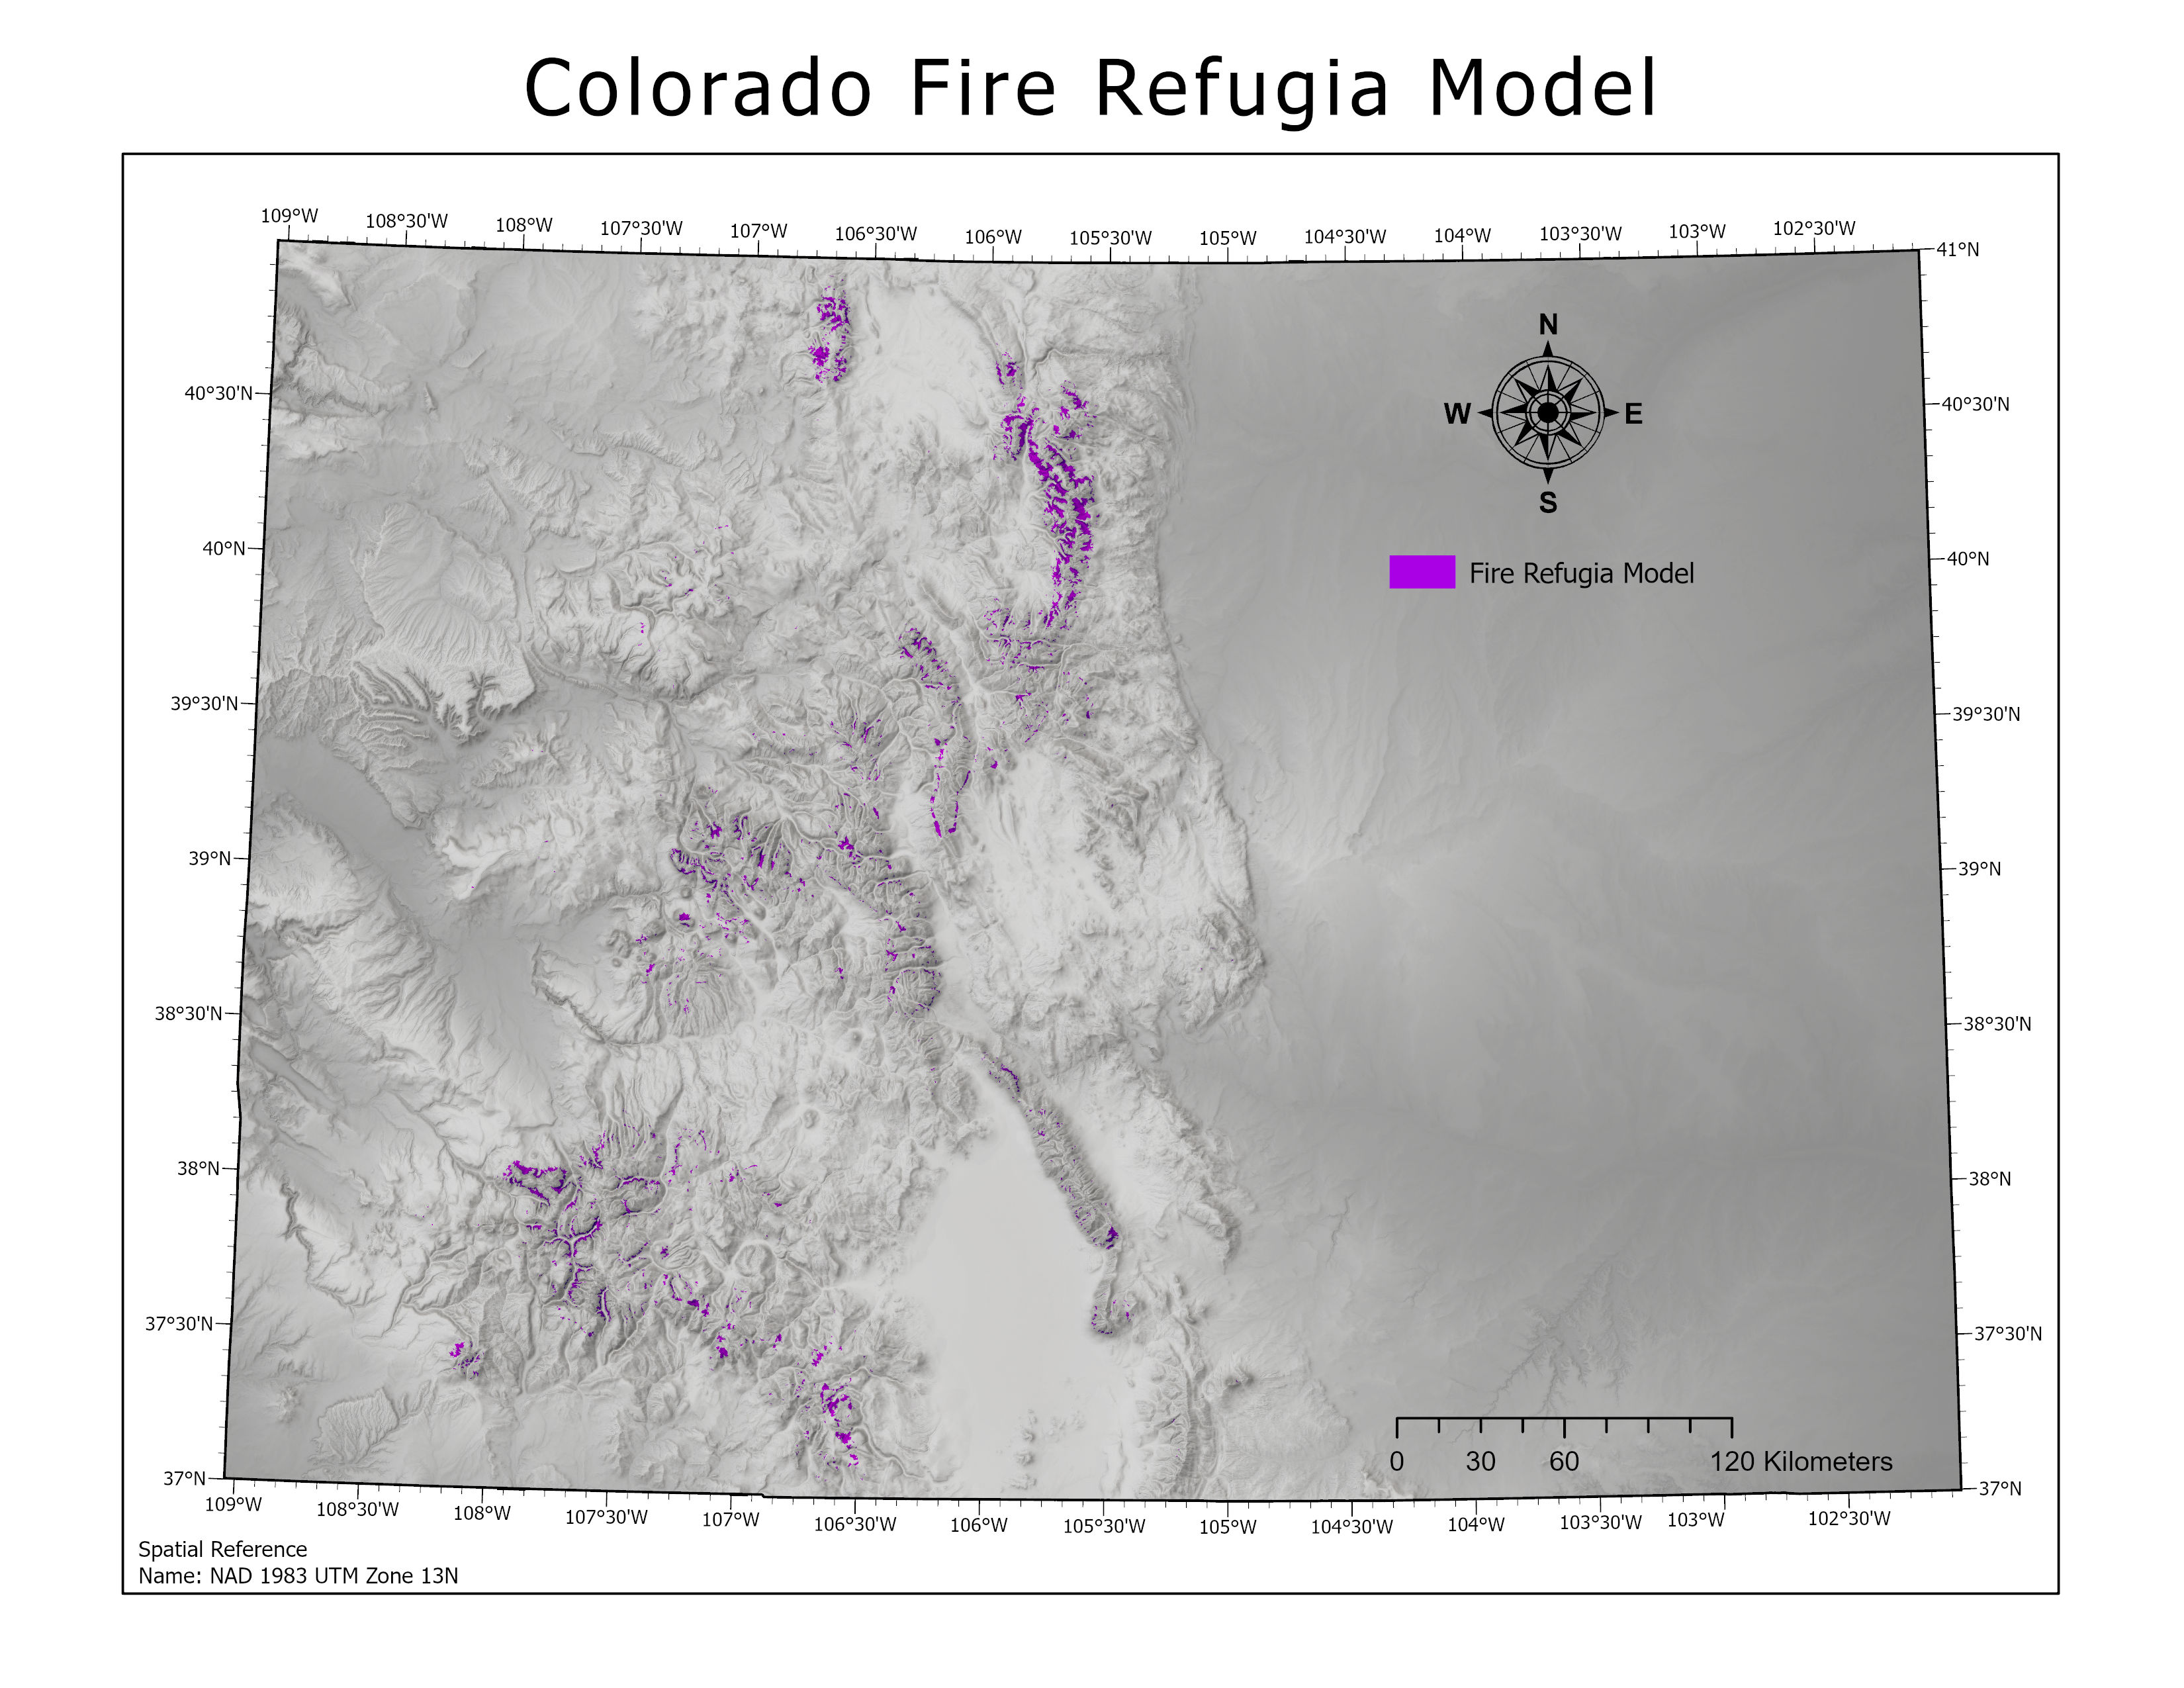 Colorado Fire Refugia Model
109°W 108°30'W 108°W 107°30'W 107°W 106°30'W 106°W 105°30'W 105°W 104°30'W 104°W 103°30'W 103°W 102°30'W
41°N
N
40°30'N W E 40°30'N
S
40°N 40°N
Fire Refugia Model
39°30'N 39°30'N
39°N 39°N
38°30'N 38°30'N
38°N 38°N
37°30'N 37°30'N
0 30 60 120 Kilometers
37°N 37°N
109°W 108°30'W 108°W 107°30'W 107°W 106°30'W 106°W 105°30'W 105°W 104°30'W 104°W 103°30'W 103°W 102°30'W
Spatial Reference
Name: NAD 1983 UTM Zone 13N